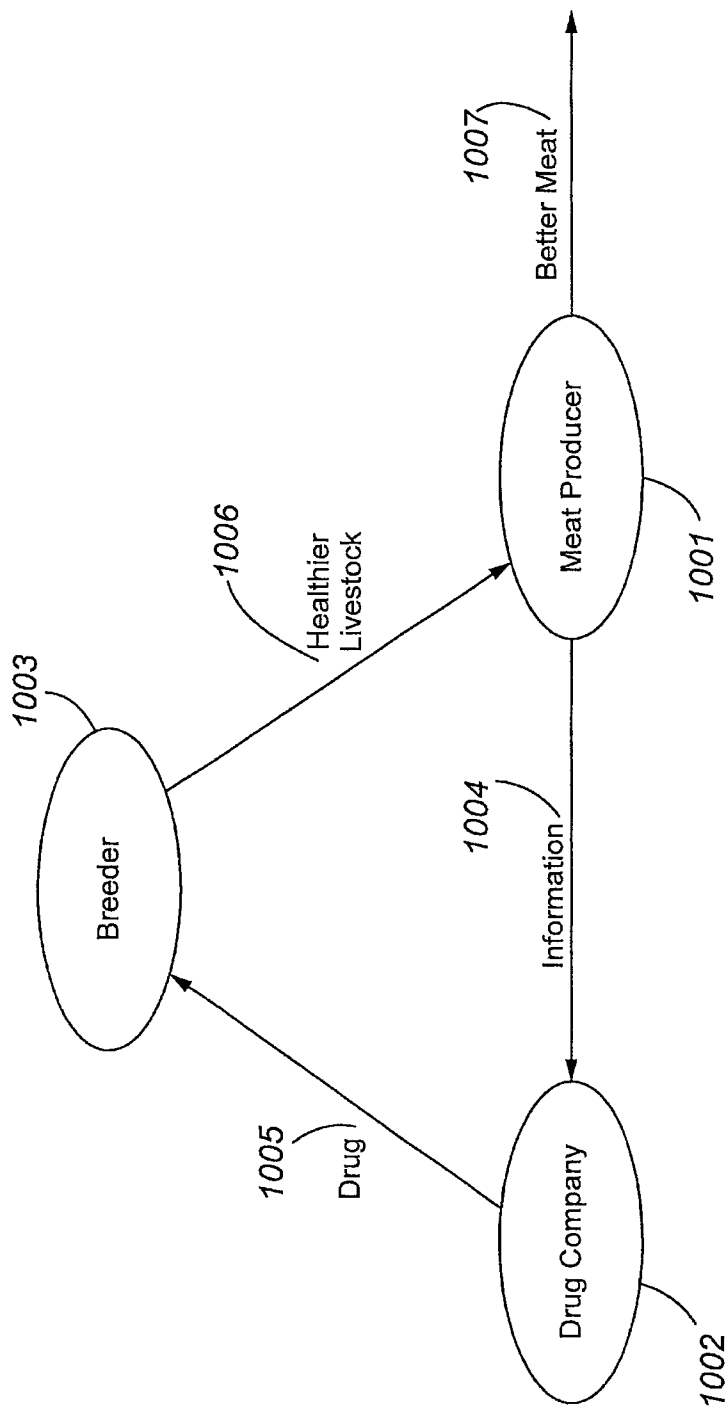 1003
Breeder
1006
Healthier
Livestock
1005
Drug
1007
Better Meat
1004
Information
Drug Company
1002
Meat Producer
1001